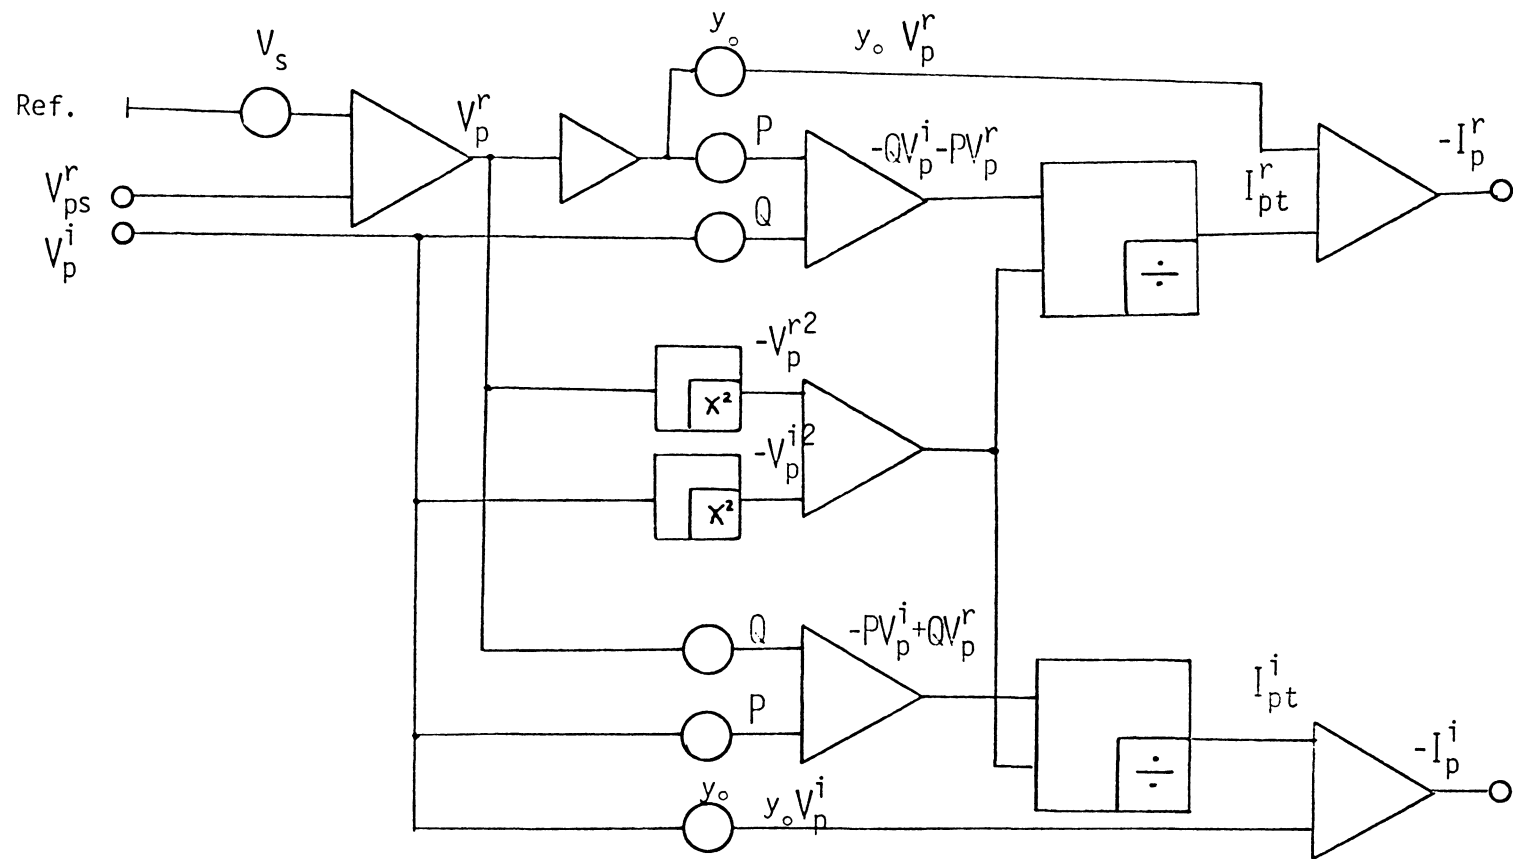 V_s
y_o
y_o V_p^r
Ref.
V_p^r
P
-QV_p^i-PV_p^r
-I_p^r
V_ps^r
Q
I_pt^r
V_p^i
÷
-V_p^r2
X²
-V_p^i2
X²
Q
-PV_p^i+QV_p^r
P
I_pt^i
-I_p^i
÷
y_o
y_o V_p^i